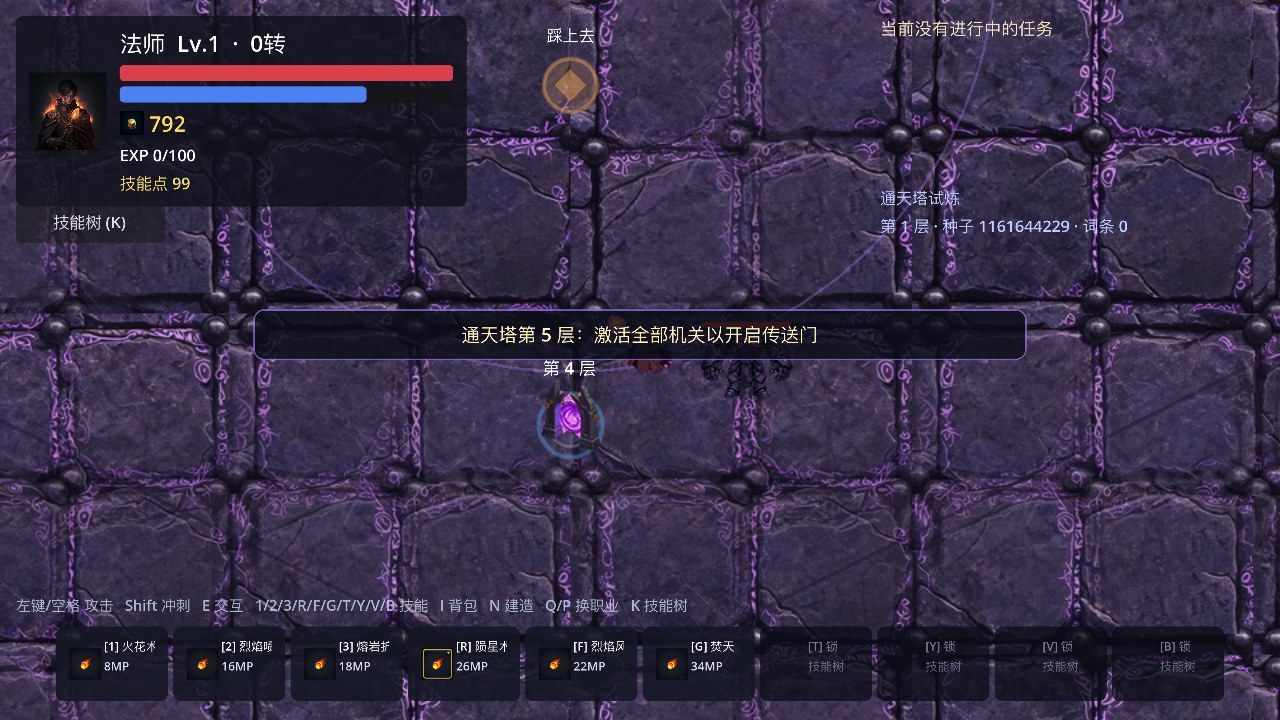 法师 Lv.1 · 0转
792
EXP 0/100
技能点 99
技能树 (K)
踩上去
当前没有进行中的任务
通天塔试炼
第 1 层 · 种子 1161644229 · 词条 0
通天塔第 5 层：激活全部机关以开启传送门
第 4 层
左键/空格 攻击 Shift 冲刺 E 交互 1/2/3/R/F/G/T/Y/V/B 技能 I 背包 N 建造 Q/P 换职业 K 技能树
[1] 火花术
8MP
[2] 烈焰
16MP
[3] 熔岩
18MP
[R] 陨星术
26MP
[F] 烈焰风
22MP
[G] 焚天
34MP
[T] 锁
技能树
[Y] 锁
技能树
[V] 锁
技能树
[B] 锁
技能树